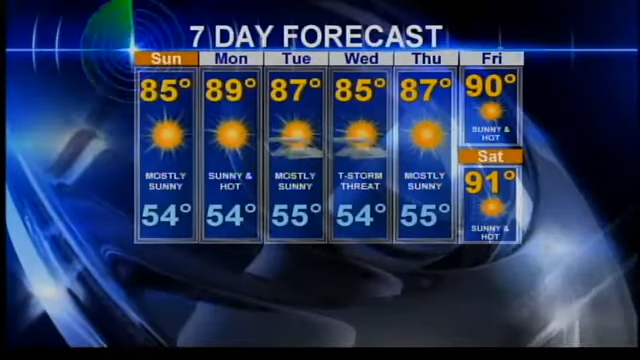 7 DAY FORECAST
Sun
85°
MOSTLY
SUNNY
54°
Mon
89°
SUNNY &
HOT
54°
Tue
87°
MOSTLY
SUNNY
55°
Wed
85°
T-STORM
THREAT
54°
Thu
87°
MOSTLY
SUNNY
55°
Fri
90°
SUNNY &
HOT
Sat
91°
SUNNY &
HOT